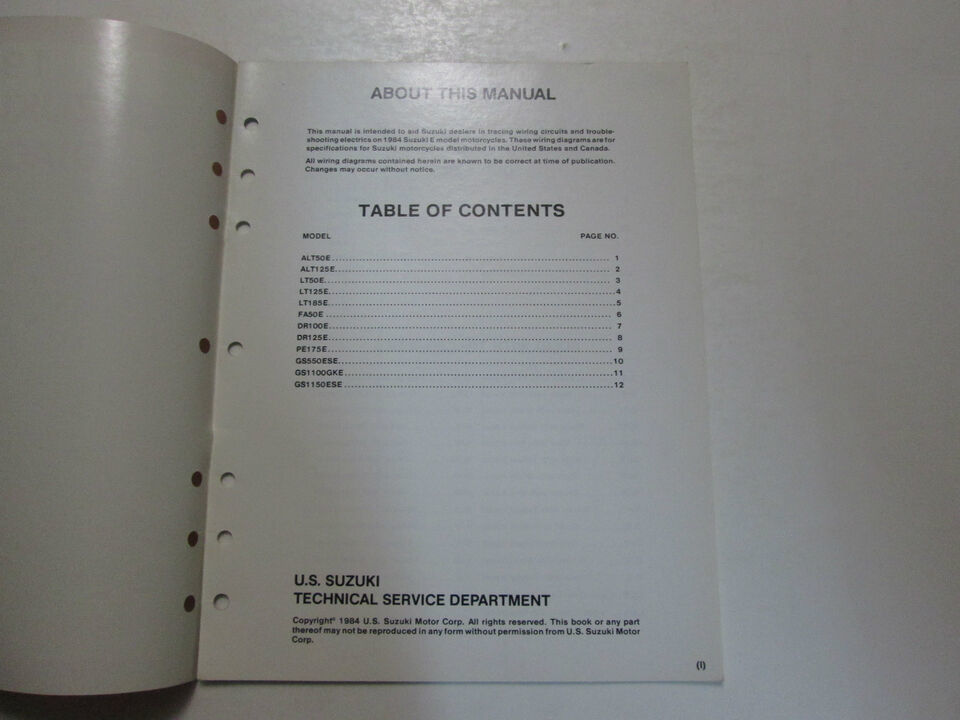 ABOUT THIS MANUAL
This manual is intended to aid Suzuki dealers in tracing wiring circuits and trouble-
shooting electrics on 1984 Suzuki E model motorcycles. These wiring diagrams are for
specifications for Suzuki motorcycles distributed in the United States and Canada.
All wiring diagrams contained herein are known to be correct at time of publication.
Changes may occur without notice.
TABLE OF CONTENTS
MODEL PAGE NO.
ALT50E 1
ALT125E 2
LT50E 3
LT125E 4
LT185E 5
FA50E 6
DR100E 7
DR125E 8
PE175E 9
GS550ESE 10
GS1100GKE 11
GS1150ESE 12
U.S. SUZUKI
TECHNICAL SERVICE DEPARTMENT
Copyright© 1984 U.S. Suzuki Motor Corp. All rights reserved. This book or any part
thereof may not be reproduced in any form without permission from U.S. Suzuki Motor
Corp.
(I)